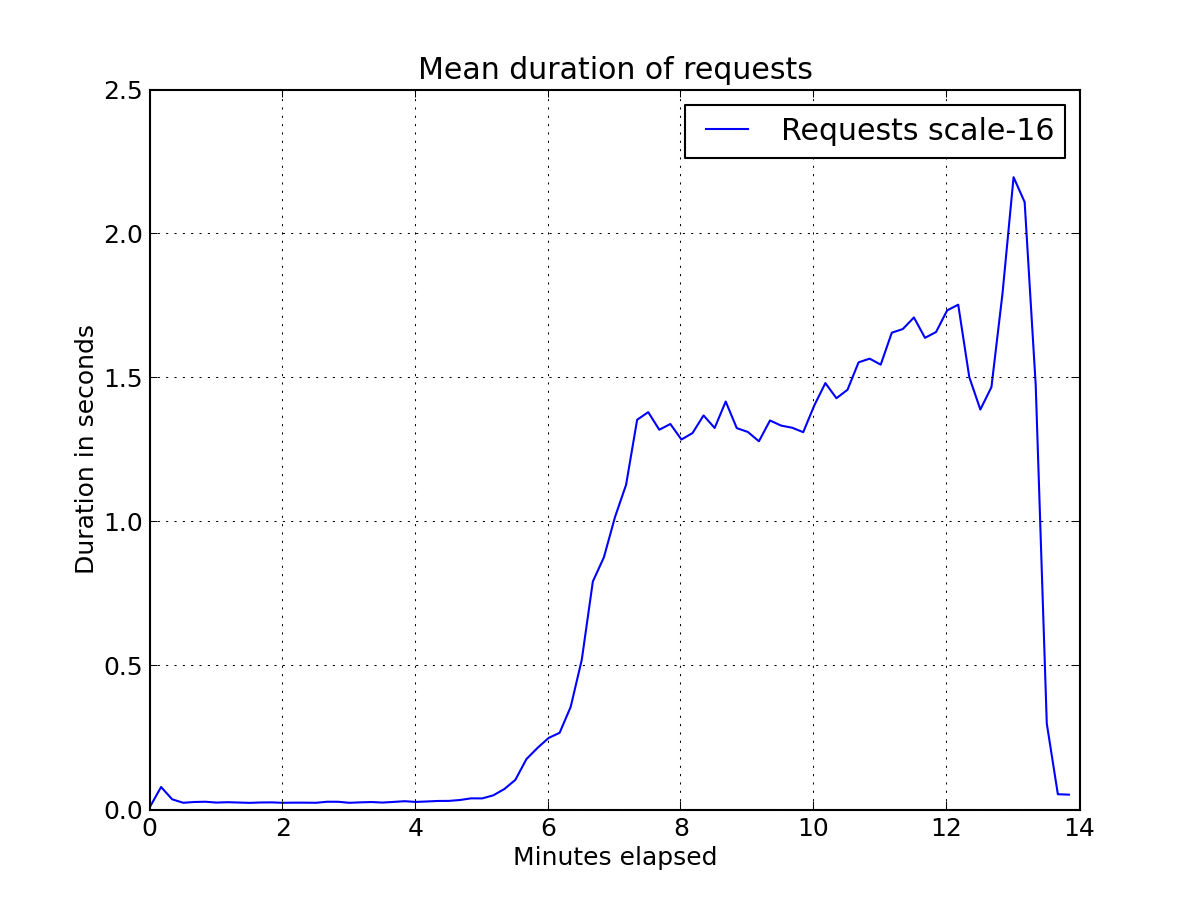 Mean duration of requests
Requests scale-16
Duration in seconds
2.5
2.0
1.5
1.0
0.5
0.0
0 2 4 6 8 10 12 14
Minutes elapsed